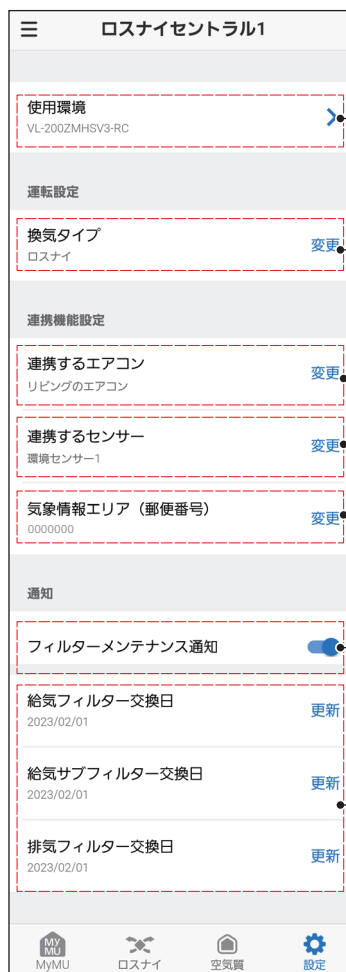 ロスナイセントラル1
使用環境
VL-200ZMHSV3-RC
運転設定
換気タイプ
変更
ロスナイ
連携機能設定
連携するエアコン
変更
リビングのエアコン
連携するセンサー
変更
環境センサー1
気象情報エリア（郵便番号）
変更
0000000
通知
フィルターメンテナンス通知
給気フィルター交換日
更新
2023/02/01
給気サブフィルター交換日
更新
2023/02/01
排気フィルター交換日
更新
2023/02/01
MY
MU
MyMU ロスナイ 空気質 設定